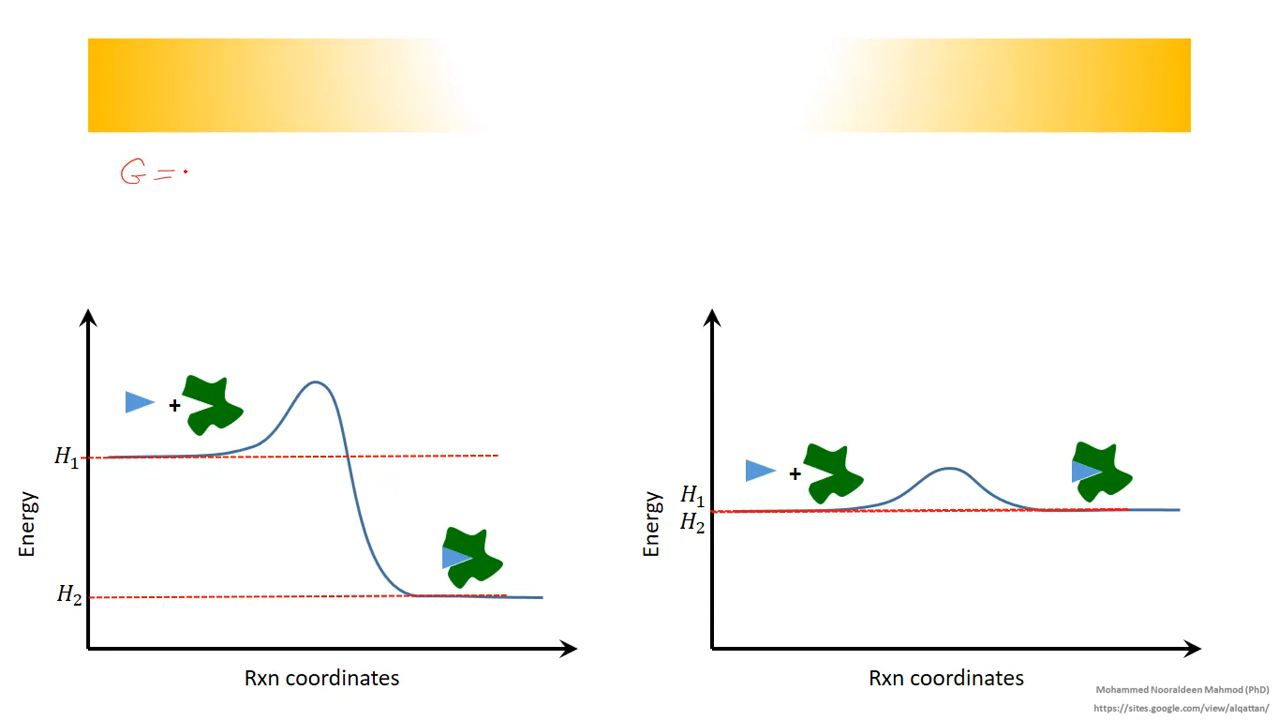 G = .
+
H1
H2
Energy
Rxn coordinates
+
H1
H2
Energy
Rxn coordinates
Mohammed Nooraldeen Mahmod (PhD)
https://sites.google.com/view/alqattan/